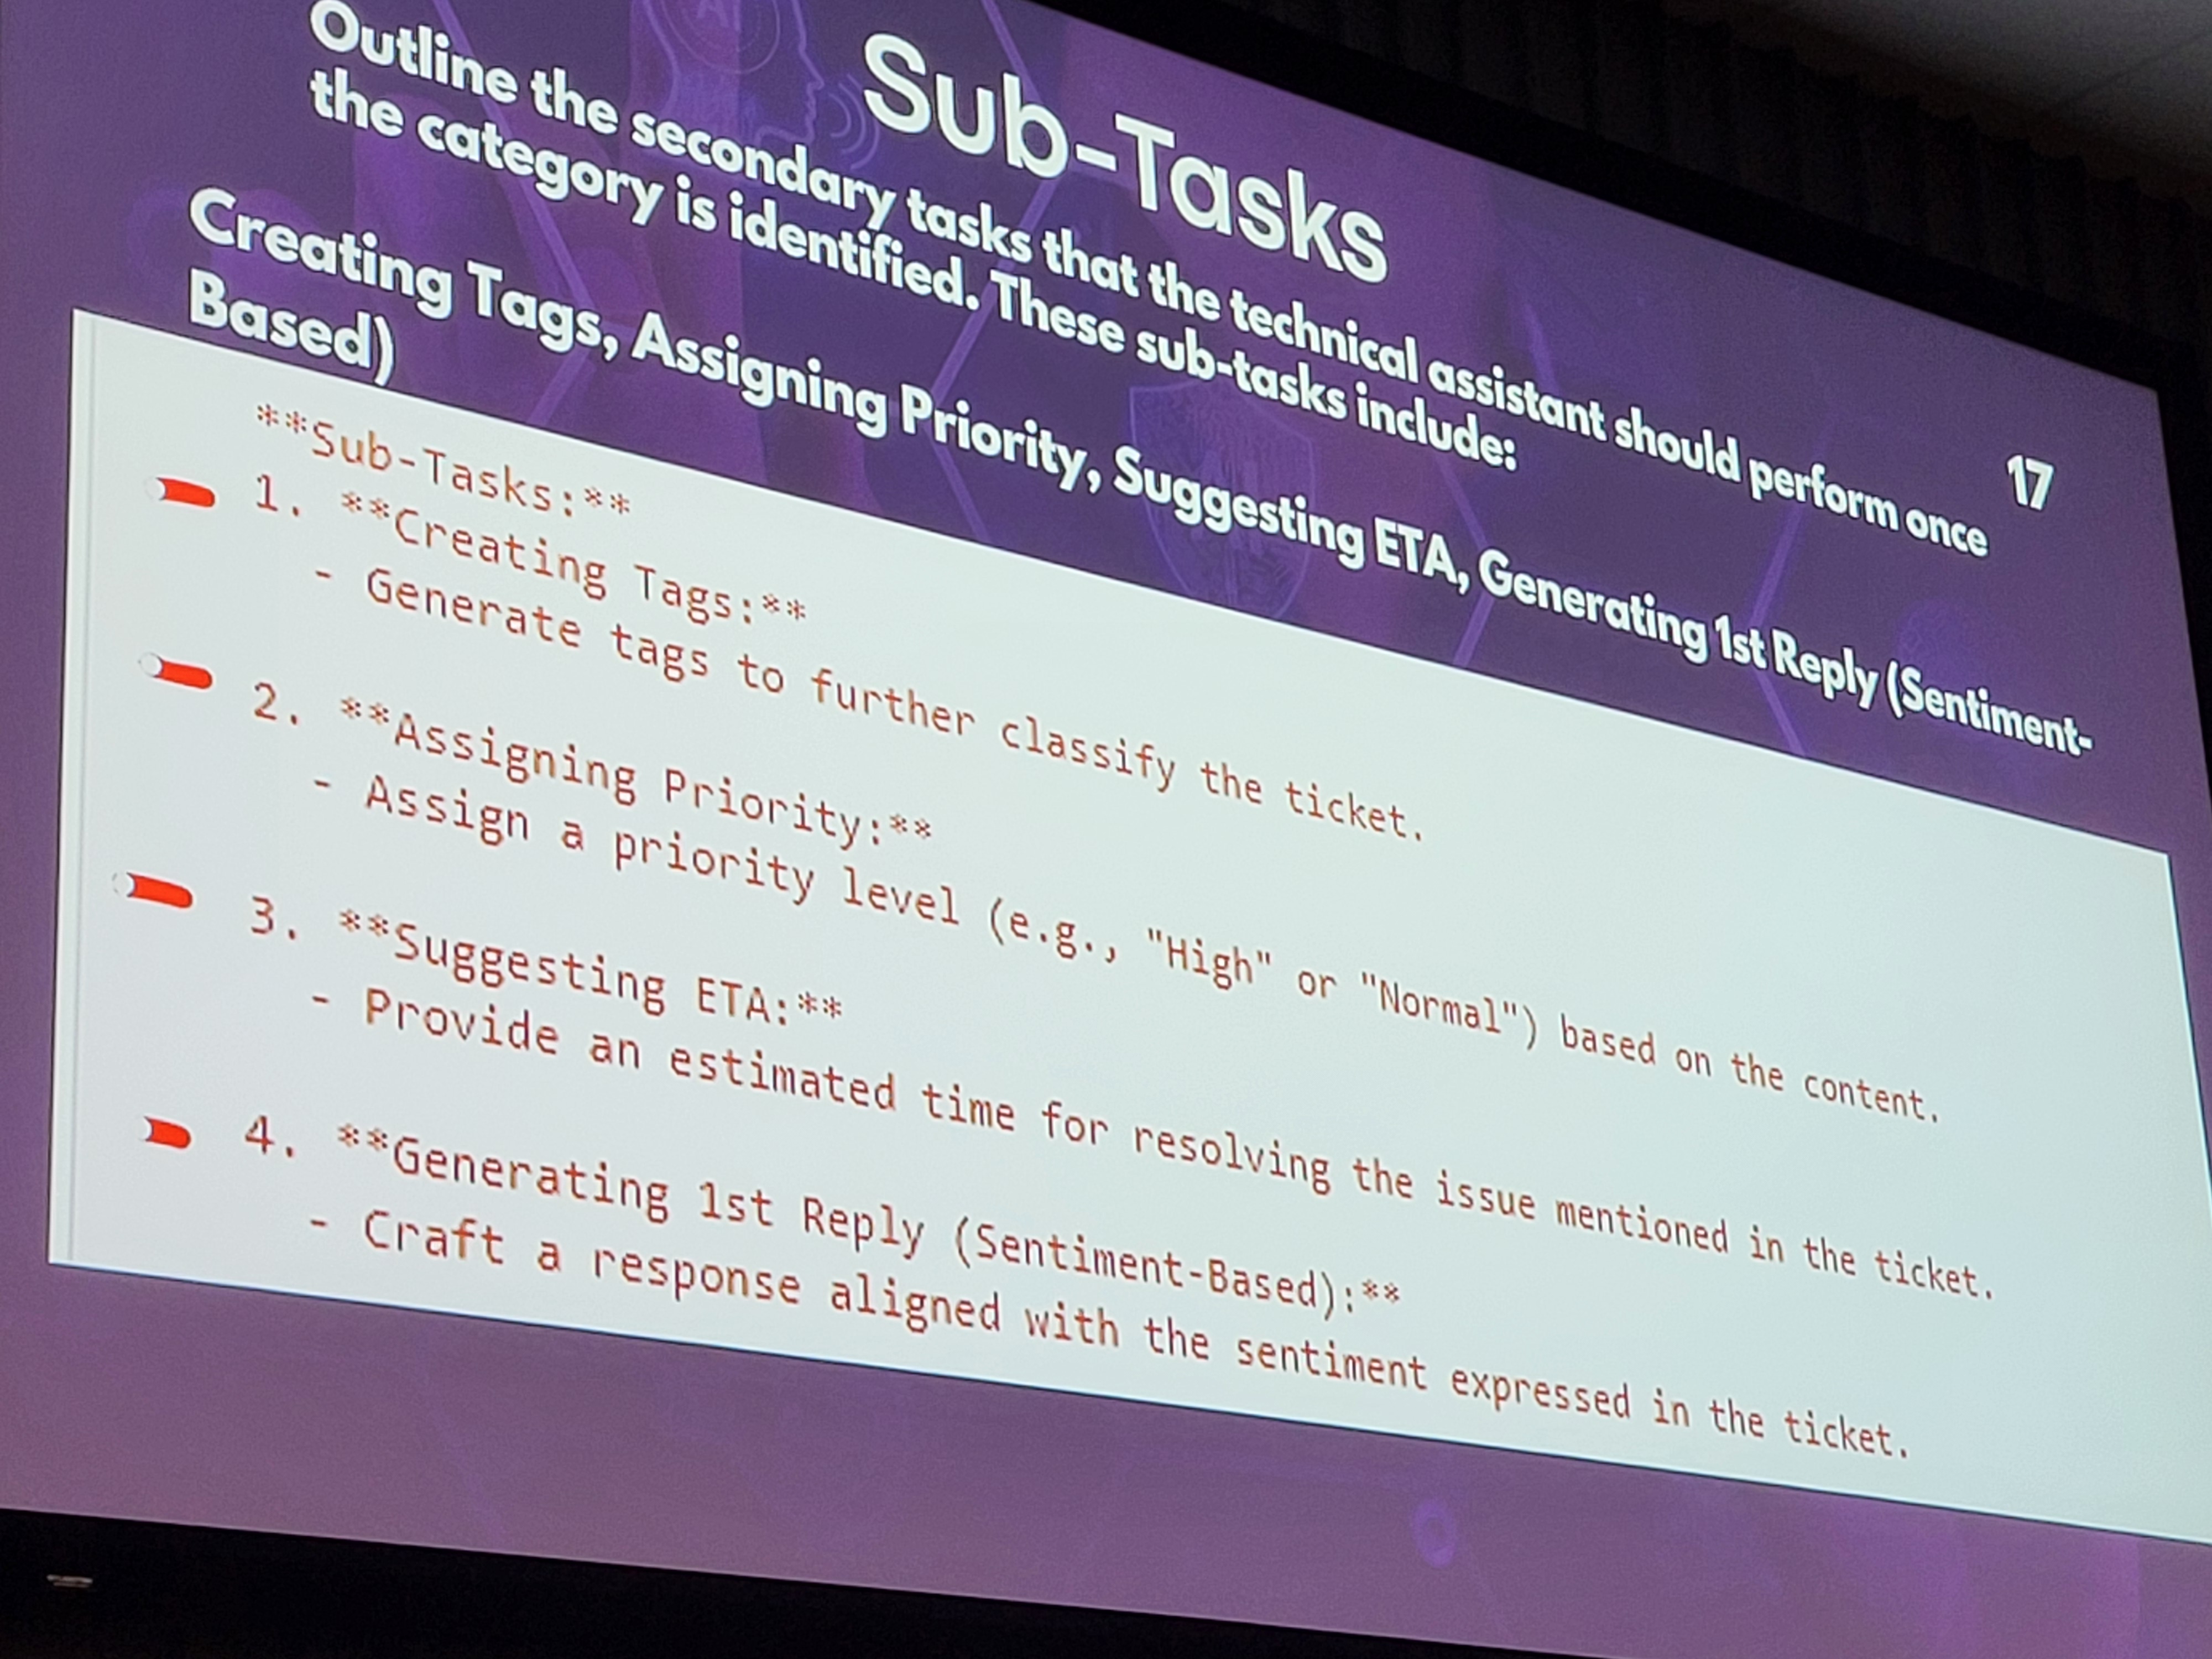 Sub-Tasks
Outline the secondary tasks that the technical assistant should perform once
the category is identified. These sub-tasks include:
17
Creating Tags, Assigning Priority, Suggesting ETA, Generating 1st Reply (Sentiment-
Based)
**Sub-Tasks:**
1. **Creating Tags:**
- Generate tags to further classify the ticket.
2. **Assigning Priority:**
- Assign a priority level (e.g., "High" or "Normal") based on the content.
3. **Suggesting ETA:**
- Provide an estimated time for resolving the issue mentioned in the ticket.
4. **Generating 1st Reply (Sentiment-Based):**
- Craft a response aligned with the sentiment expressed in the ticket.